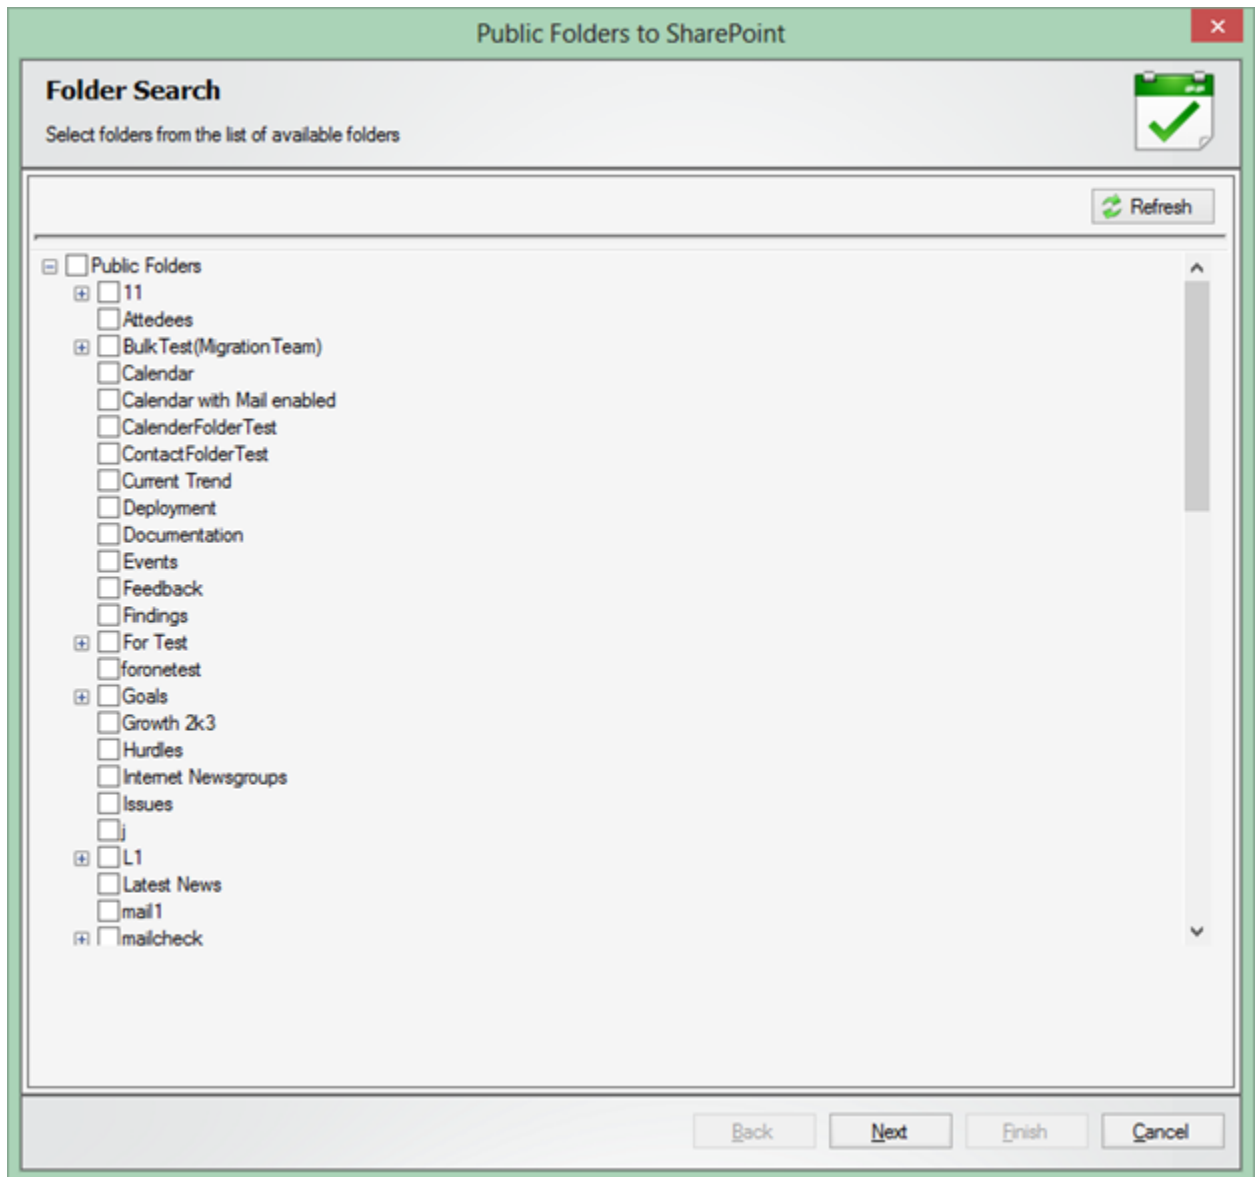 Public Folders to SharePoint
Folder Search
Select folders from the list of available folders
Refresh
Public Folders
11
Attedees
BulkTest(MigrationTeam)
Calendar
Calendar with Mail enabled
CalenderFolderTest
ContactFolderTest
Current Trend
Deployment
Documentation
Events
Feedback
Findings
For Test
foronetest
Goals
Growth 2k3
Hurdles
Internet Newsgroups
Issues
j
L1
Latest News
mail1
mailcheck
Back Next Finish Cancel